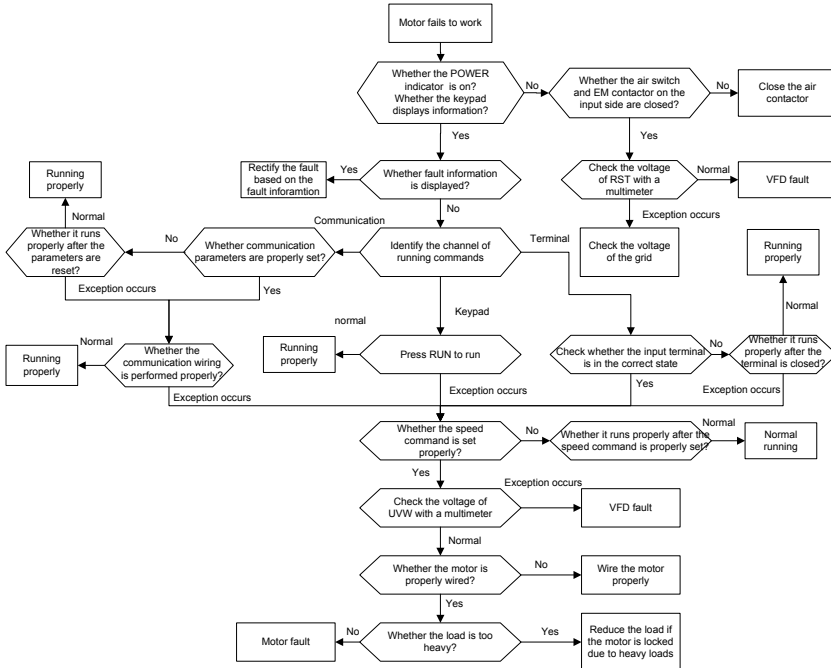 Motor fails to work
Whether the POWER
indicator is on?
Whether the keypad
displays information?
No
Whether the air switch
and EM contactor on the
input side are closed?
No
Close the air
contactor
Yes
Yes
Rectify the fault
based on the
fault inforamtion
Yes
Whether fault information
is displayed?
Check the voltage
of RST with a
multimeter
Normal
VFD fault
Running
properly
No
Exception occurs
Normal
Communication
Whether it runs
properly after the
parameters are
reset?
No
Whether communication
parameters are properly set?
Identify the channel of
running commands
Terminal
Check the voltage
of the grid
Running
properly
Exception occurs
Yes
Keypad
Normal
normal
Normal
Running
properly
Whether the
communication wiring
is performed properly?
Running
properly
Press RUN to run
Check whether the input terminal
is in the correct state
No
Whether it runs
properly after the
terminal is closed?
Exception occurs
Exception occurs
Yes
Exception occurs
Whether the speed
command is set
properly?
No
Whether it runs properly after the
speed command is properly set?
Normal
Normal
running
Yes
Exception occurs
Check the voltage of
UVW with a multimeter
VFD fault
Normal
Whether the motor is
properly wired?
No
Wire the motor
properly
Yes
Motor fault
No
Whether the load is too
heavy?
Yes
Reduce the load if
the motor is locked
due to heavy loads